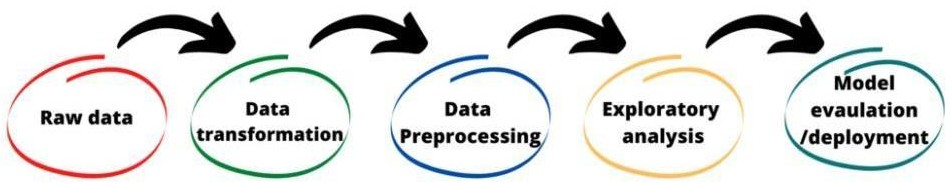 Raw data
Data
transformation
Data
Preprocessing
Exploratory
analysis
Model
evaulation
/deployment